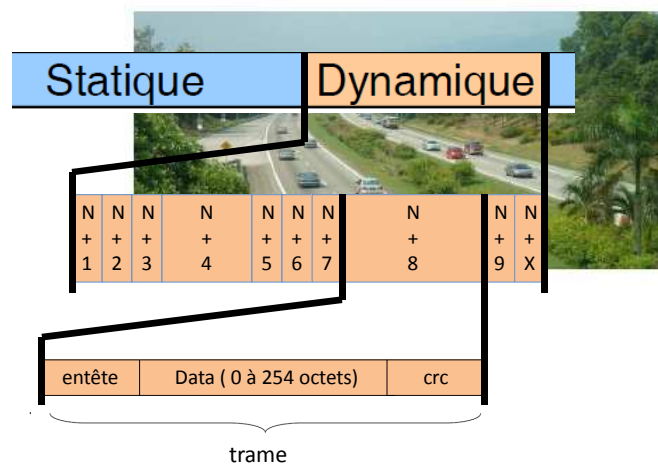 Statique Dynamique
N+1 N+2 N+3 N+4 N+5 N+6 N+7 N+8 N+9 N+X
entête Data ( 0 à 254 octets) crc
trame